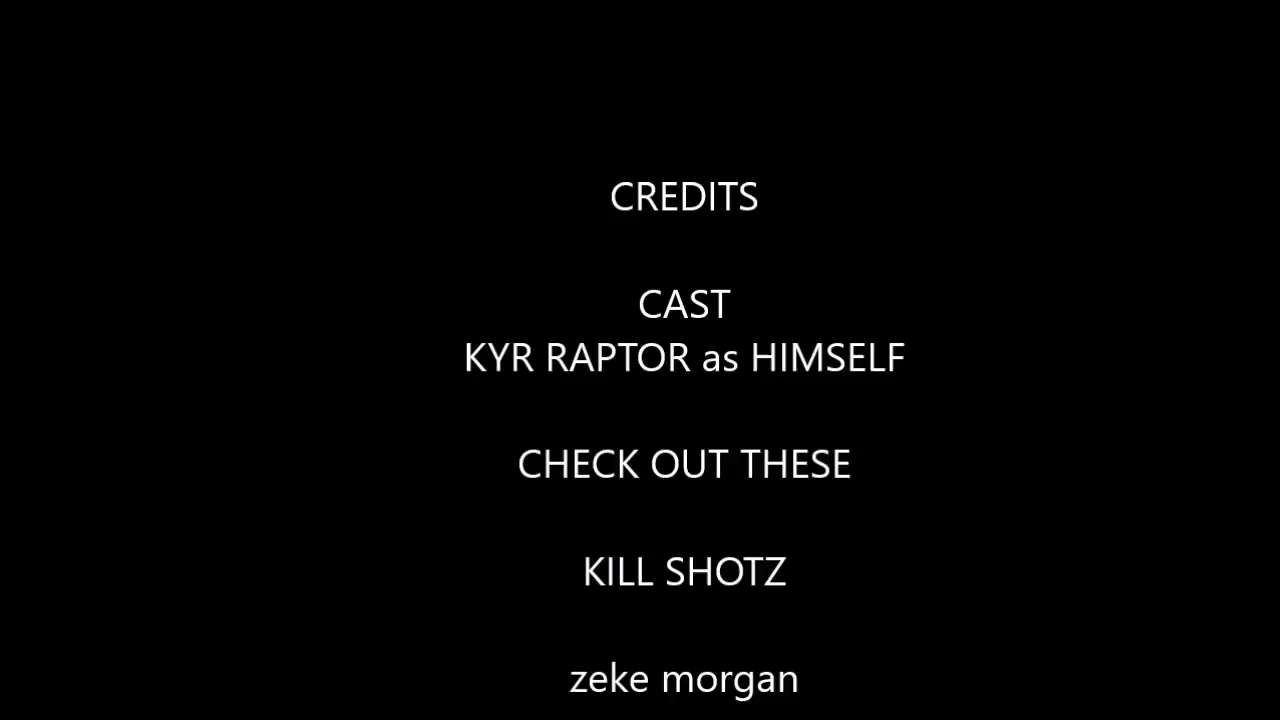 CREDITS
CAST
KYR RAPTOR as HIMSELF
CHECK OUT THESE
KILL SHOTZ
zeke morgan